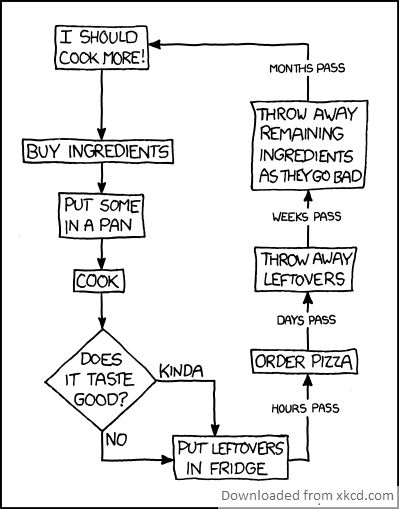 I SHOULD
COOK MORE!
BUY INGREDIENTS
PUT SOME
IN A PAN
COOK
DOES
IT TASTE
GOOD?
KINDA
NO
PUT LEFTOVERS
IN FRIDGE
HOURS PASS
ORDER PIZZA
DAYS PASS
THROW AWAY
LEFTOVERS
WEEKS PASS
THROW AWAY
REMAINING
INGREDIENTS
AS THEY GO BAD
MONTHS PASS
Downloaded from xkcd.com